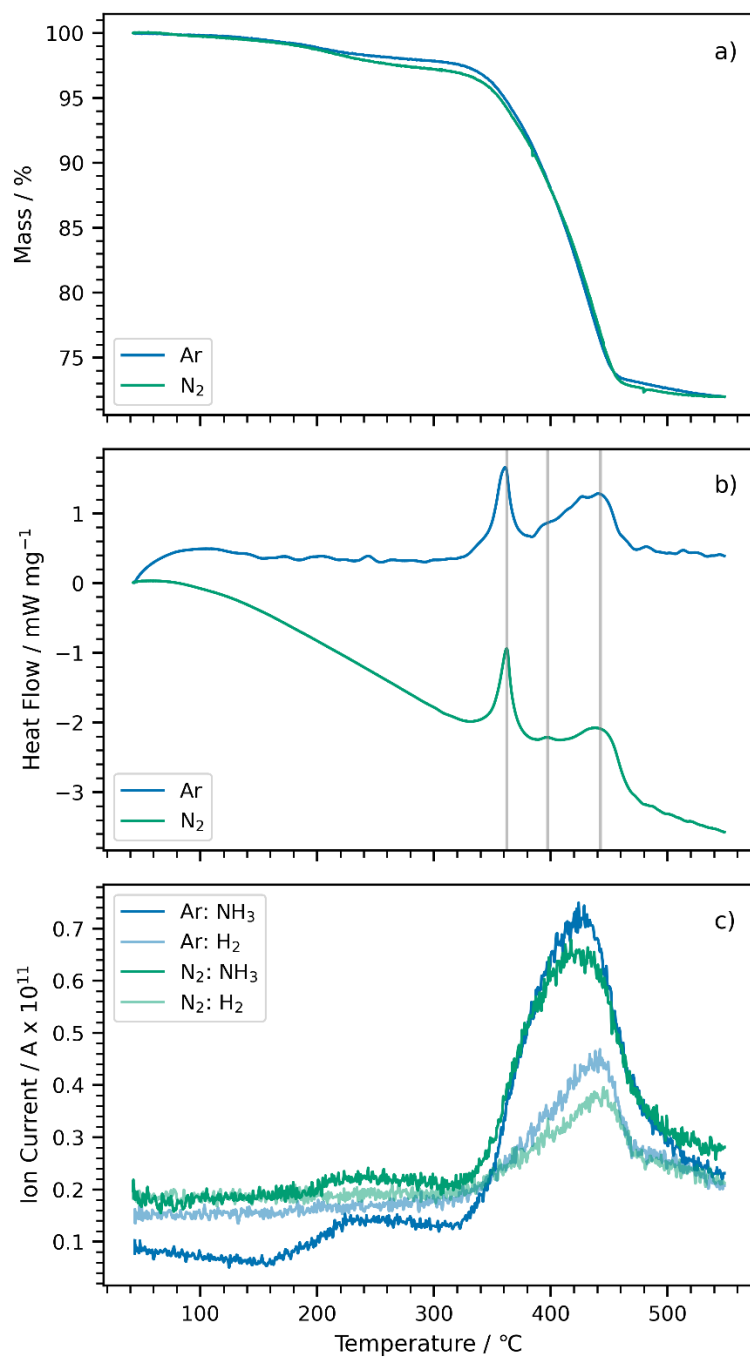 a)
100
95
90
85
80
75
Mass / %
Ar
N₂
b)
1
0
−1
−2
−3
Heat Flow / mW mg⁻¹
Ar
N₂
c)
0.7
0.6
0.5
0.4
0.3
0.2
0.1
Ion Current / A x 10¹¹
Ar: NH₃
Ar: H₂
N₂: NH₃
N₂: H₂
100 200 300 400 500
Temperature / °C